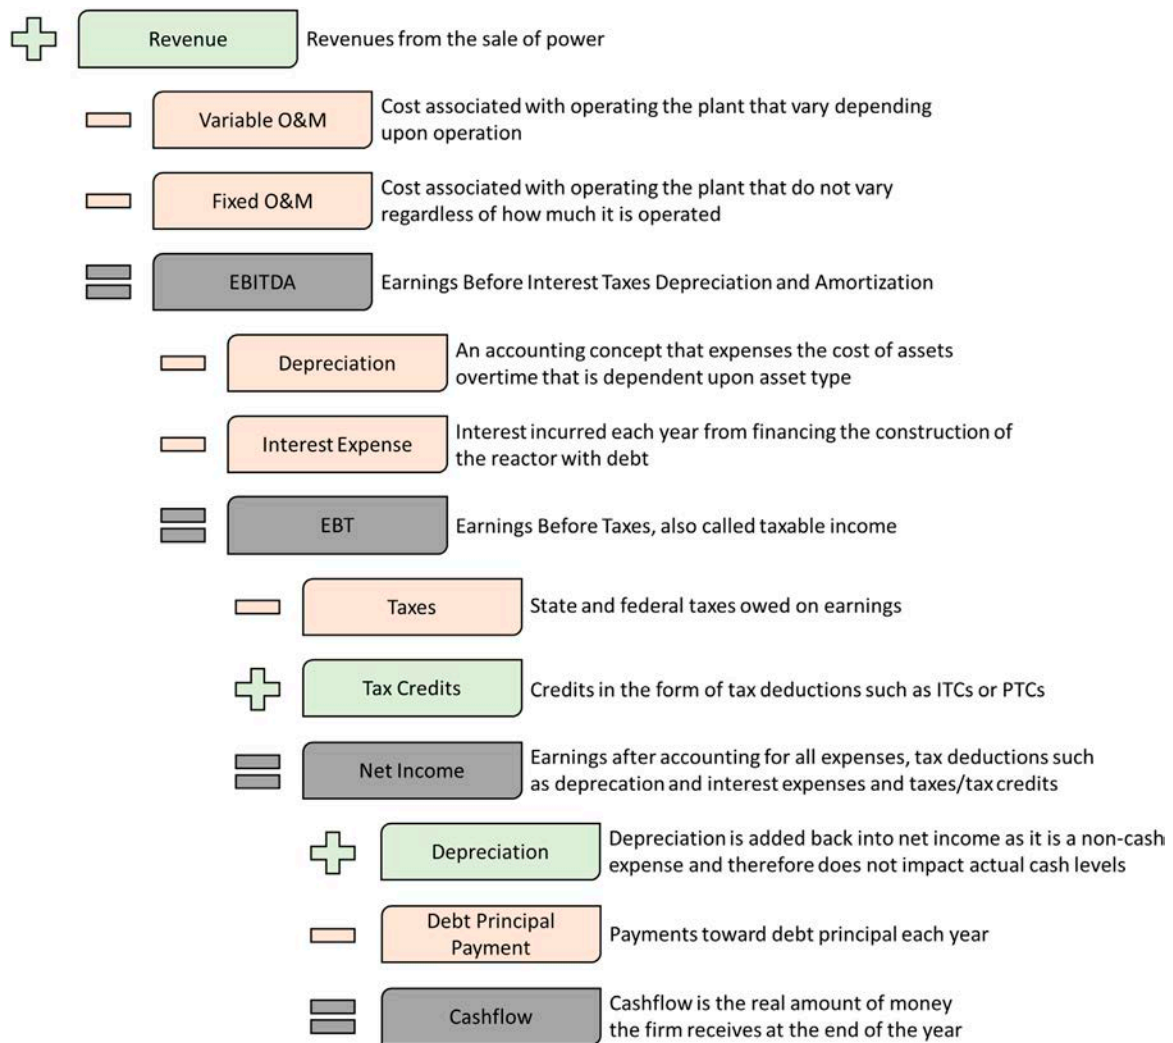 Revenue
Revenues from the sale of power
Variable O&M
Cost associated with operating the plant that vary depending
upon operation
Fixed O&M
Cost associated with operating the plant that do not vary
regardless of how much it is operated
EBITDA
Earnings Before Interest Taxes Depreciation and Amortization
Depreciation
An accounting concept that expenses the cost of assets
overtime that is dependent upon asset type
Interest Expense
Interest incurred each year from financing the construction of
the reactor with debt
EBT
Earnings Before Taxes, also called taxable income
Taxes
State and federal taxes owed on earnings
Tax Credits
Credits in the form of tax deductions such as ITCs or PTCs
Net Income
Earnings after accounting for all expenses, tax deductions such
as deprecation and interest expenses and taxes/tax credits
Depreciation
Depreciation is added back into net income as it is a non-cash
expense and therefore does not impact actual cash levels
Debt Principal
Payment
Payments toward debt principal each year
Cashflow
Cashflow is the real amount of money
the firm receives at the end of the year